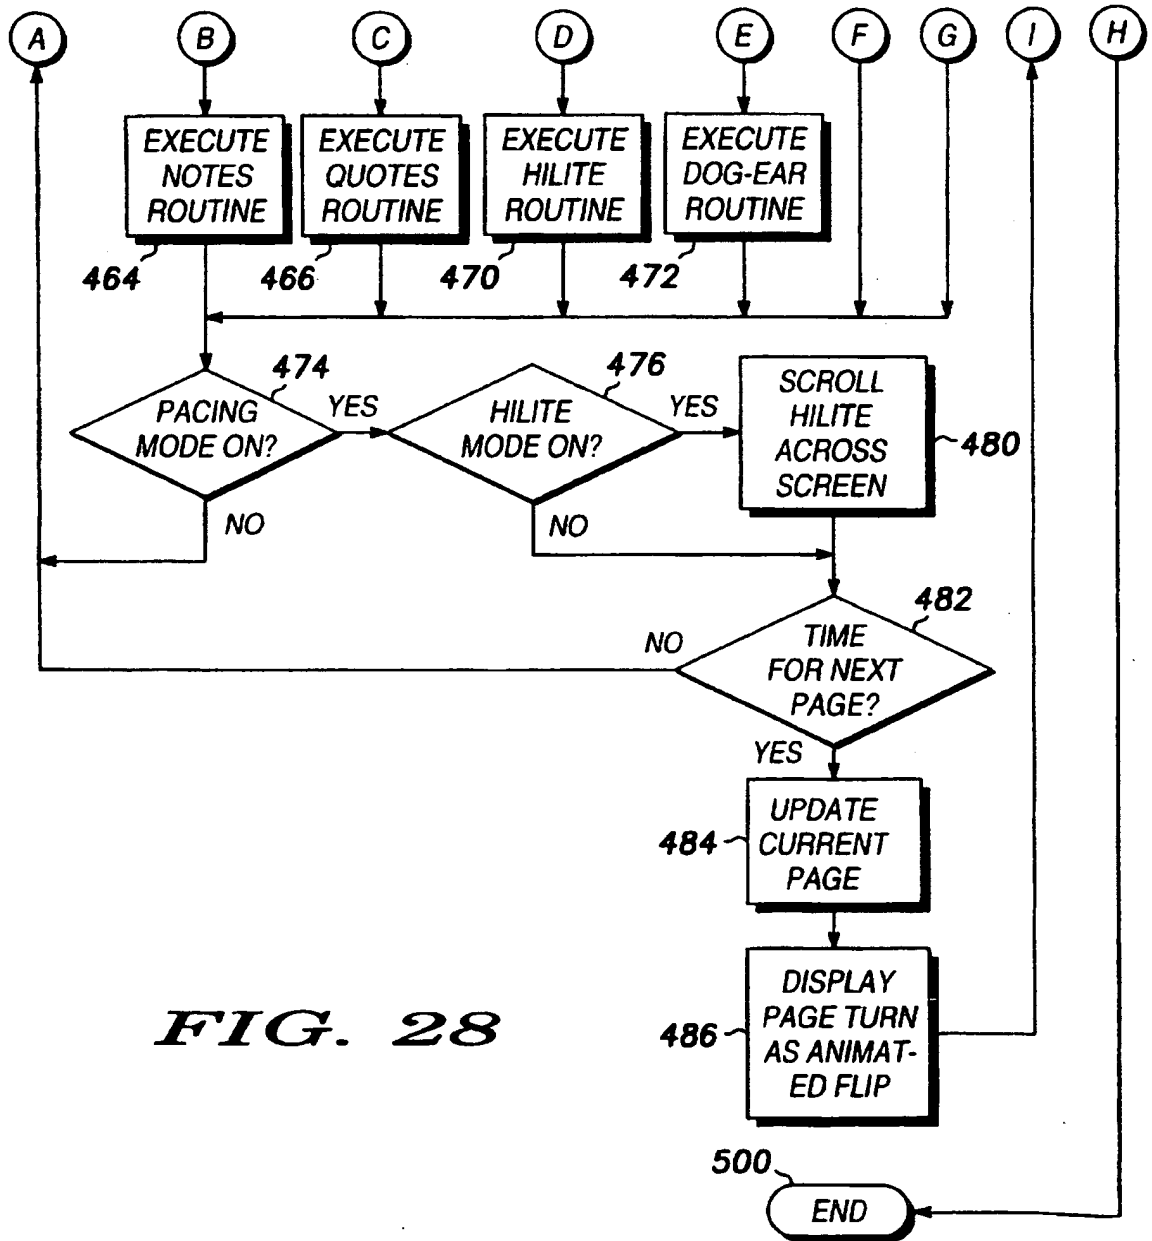 A B C D E F G I H
EXECUTE
NOTES
ROUTINE
464
EXECUTE
QUOTES
ROUTINE
466
EXECUTE
HILITE
ROUTINE
470
EXECUTE
DOG-EAR
ROUTINE
472
474
PACING
MODE ON?
YES
NO
476
HILITE
MODE ON?
YES
NO
SCROLL
HILITE
ACROSS
SCREEN
480
482
TIME
FOR NEXT
PAGE?
NO
YES
UPDATE
CURRENT
PAGE
484
DISPLAY
PAGE TURN
AS ANIMAT-
ED FLIP
486
FIG. 28
500
END